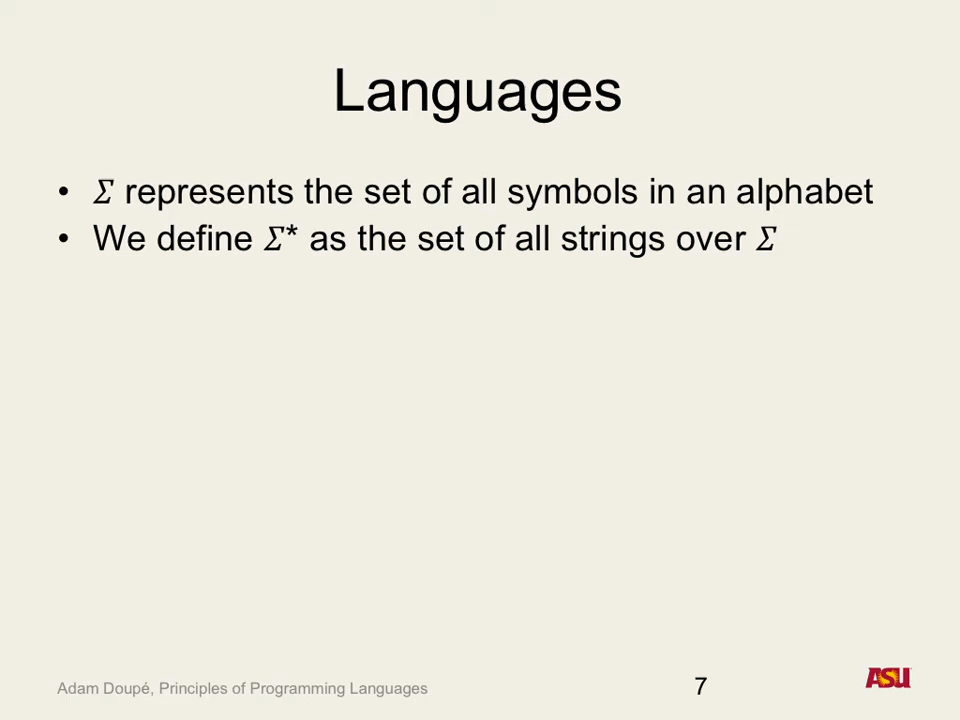 Languages
• Σ represents the set of all symbols in an alphabet
• We define Σ* as the set of all strings over Σ
Adam Doupé, Principles of Programming Languages
7
ASU